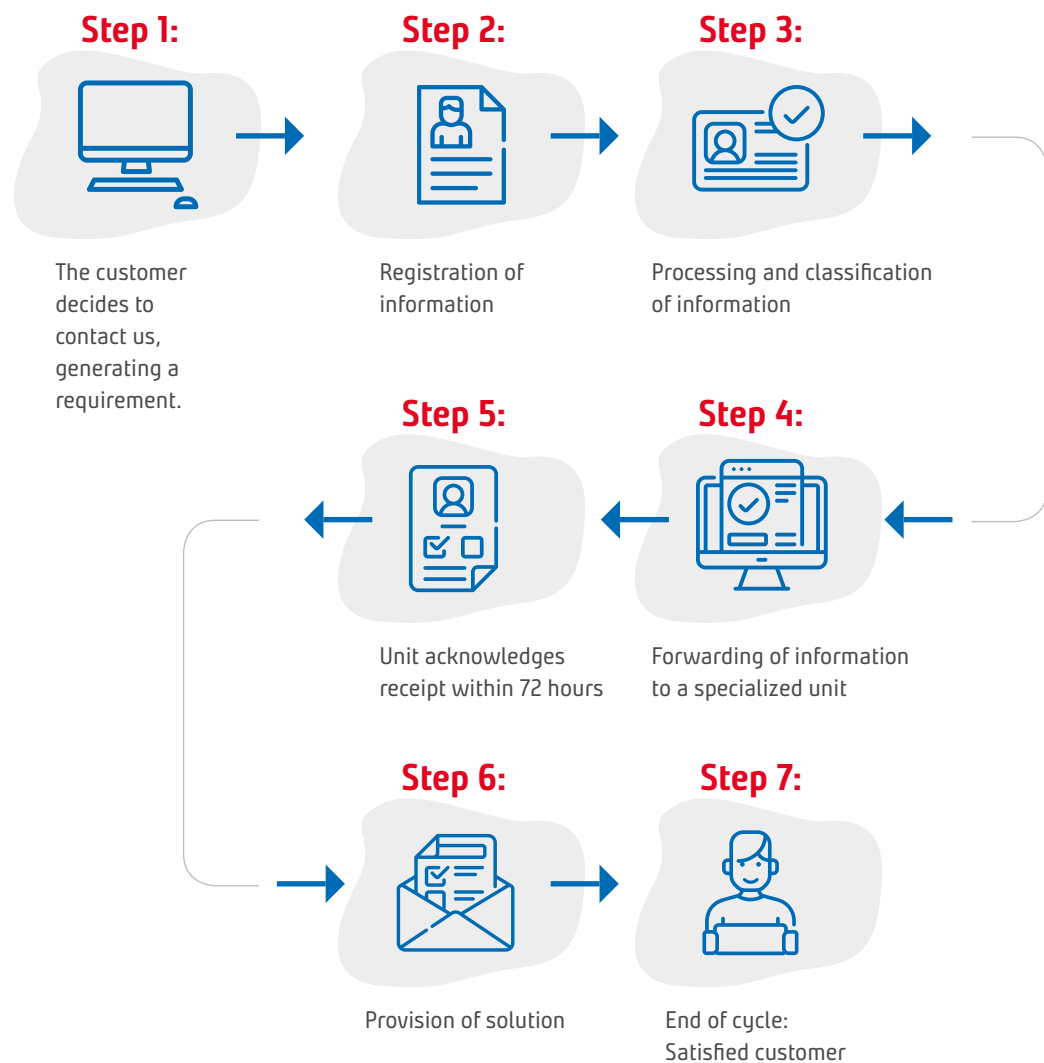 Step 1:
The customer
decides to
contact us,
generating a
requirement.
Step 2:
Registration of
information
Step 3:
Processing and classification
of information
Step 4:
Forwarding of information
to a specialized unit
Step 5:
Unit acknowledges
receipt within 72 hours
Step 6:
Provision of solution
Step 7:
End of cycle:
Satisfied customer